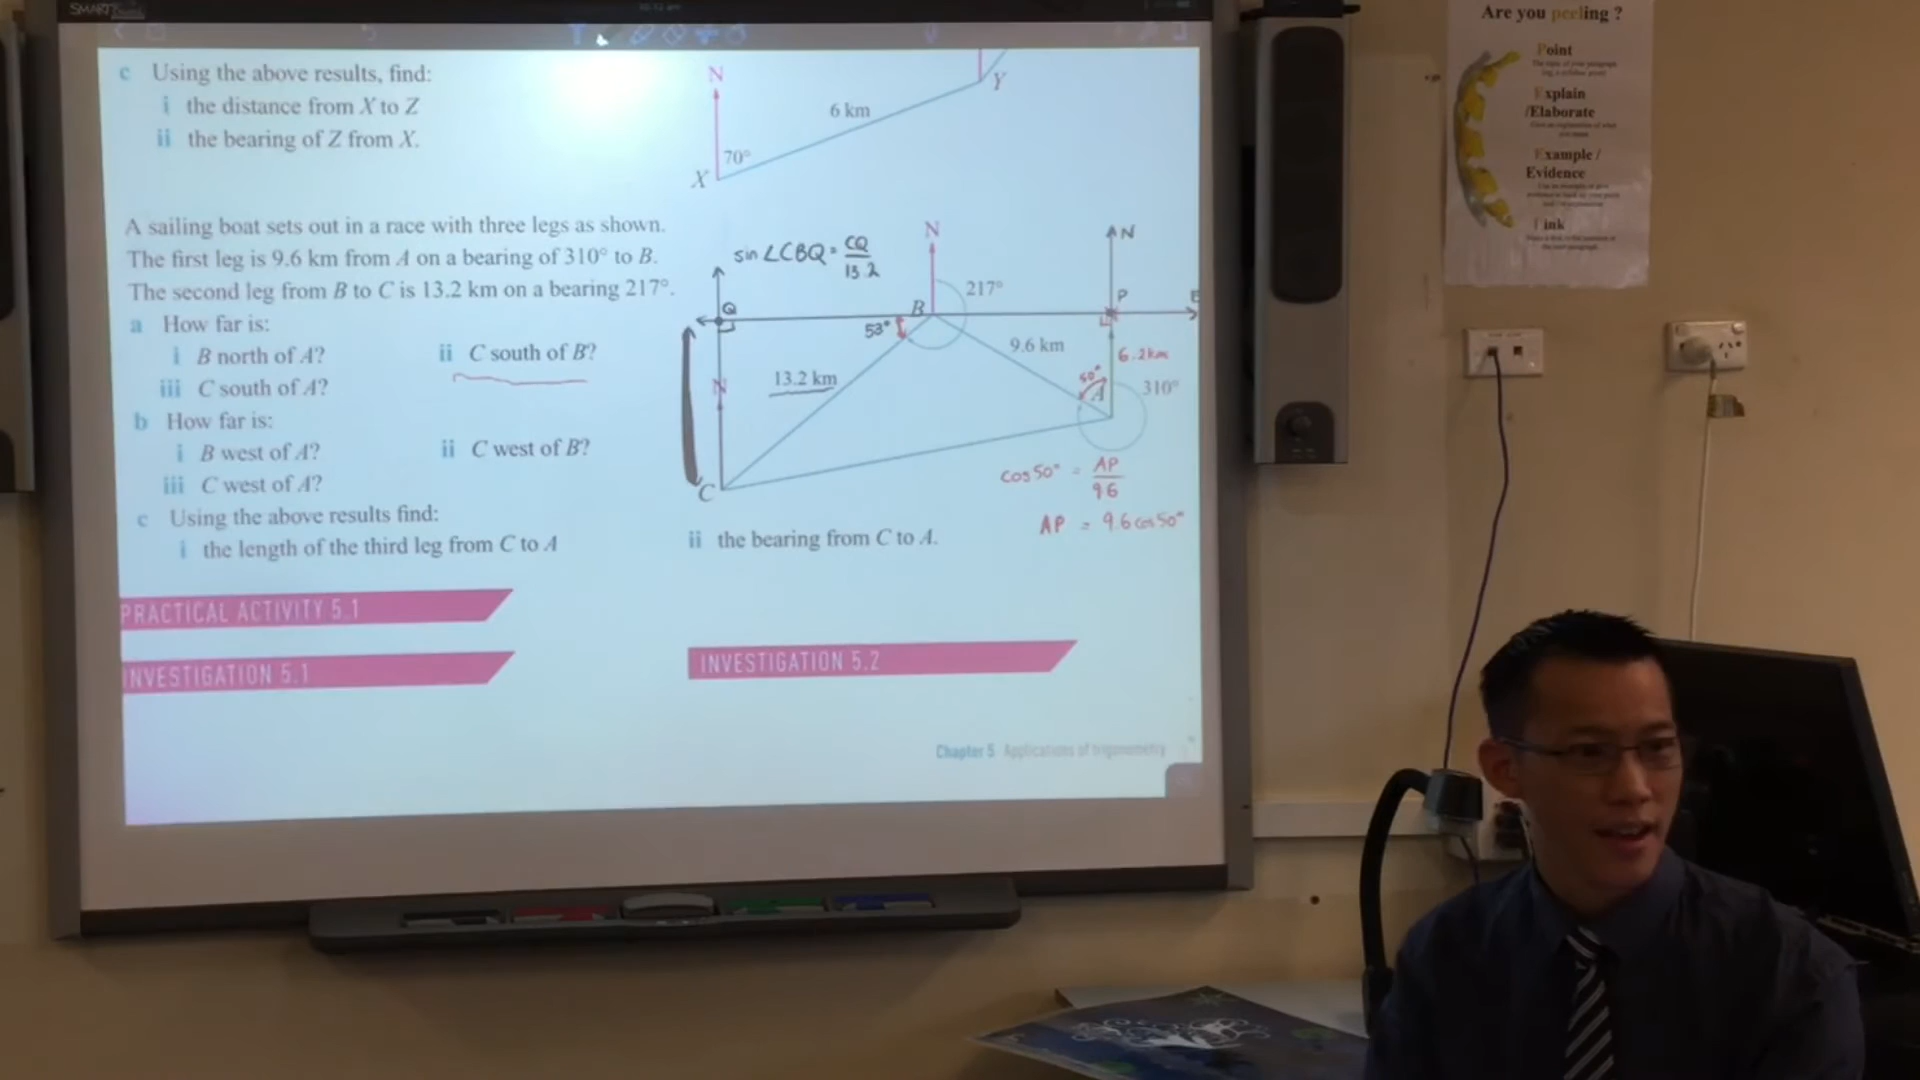 SMART
c Using the above results, find:
i the distance from X to Z
ii the bearing of Z from X.
N
Y
6 km
70°
X
A sailing boat sets out in a race with three legs as shown.
The first leg is 9.6 km from A on a bearing of 310° to B.
The second leg from B to C is 13.2 km on a bearing 217°.
a How far is:
i B north of A?
ii C south of B?
iii C south of A?
b How far is:
i B west of A?
ii C west of B?
iii C west of A?
c Using the above results find:
i the length of the third leg from C to A
ii the bearing from C to A.
sin ∠CBQ = CQ
13.2
N
N
217°
Q
B
P
E
53°
9.6 km
6.2km
13.2 km
N
50°
A
310°
C
cos 50° = AP
9.6
AP = 9.6 cos 50°
PRACTICAL ACTIVITY 5.1
INVESTIGATION 5.1
INVESTIGATION 5.2
Chapter 5 Applications of trigonometry
Are you peeling ?
Point
Explain
/Elaborate
Example /
Evidence
Link